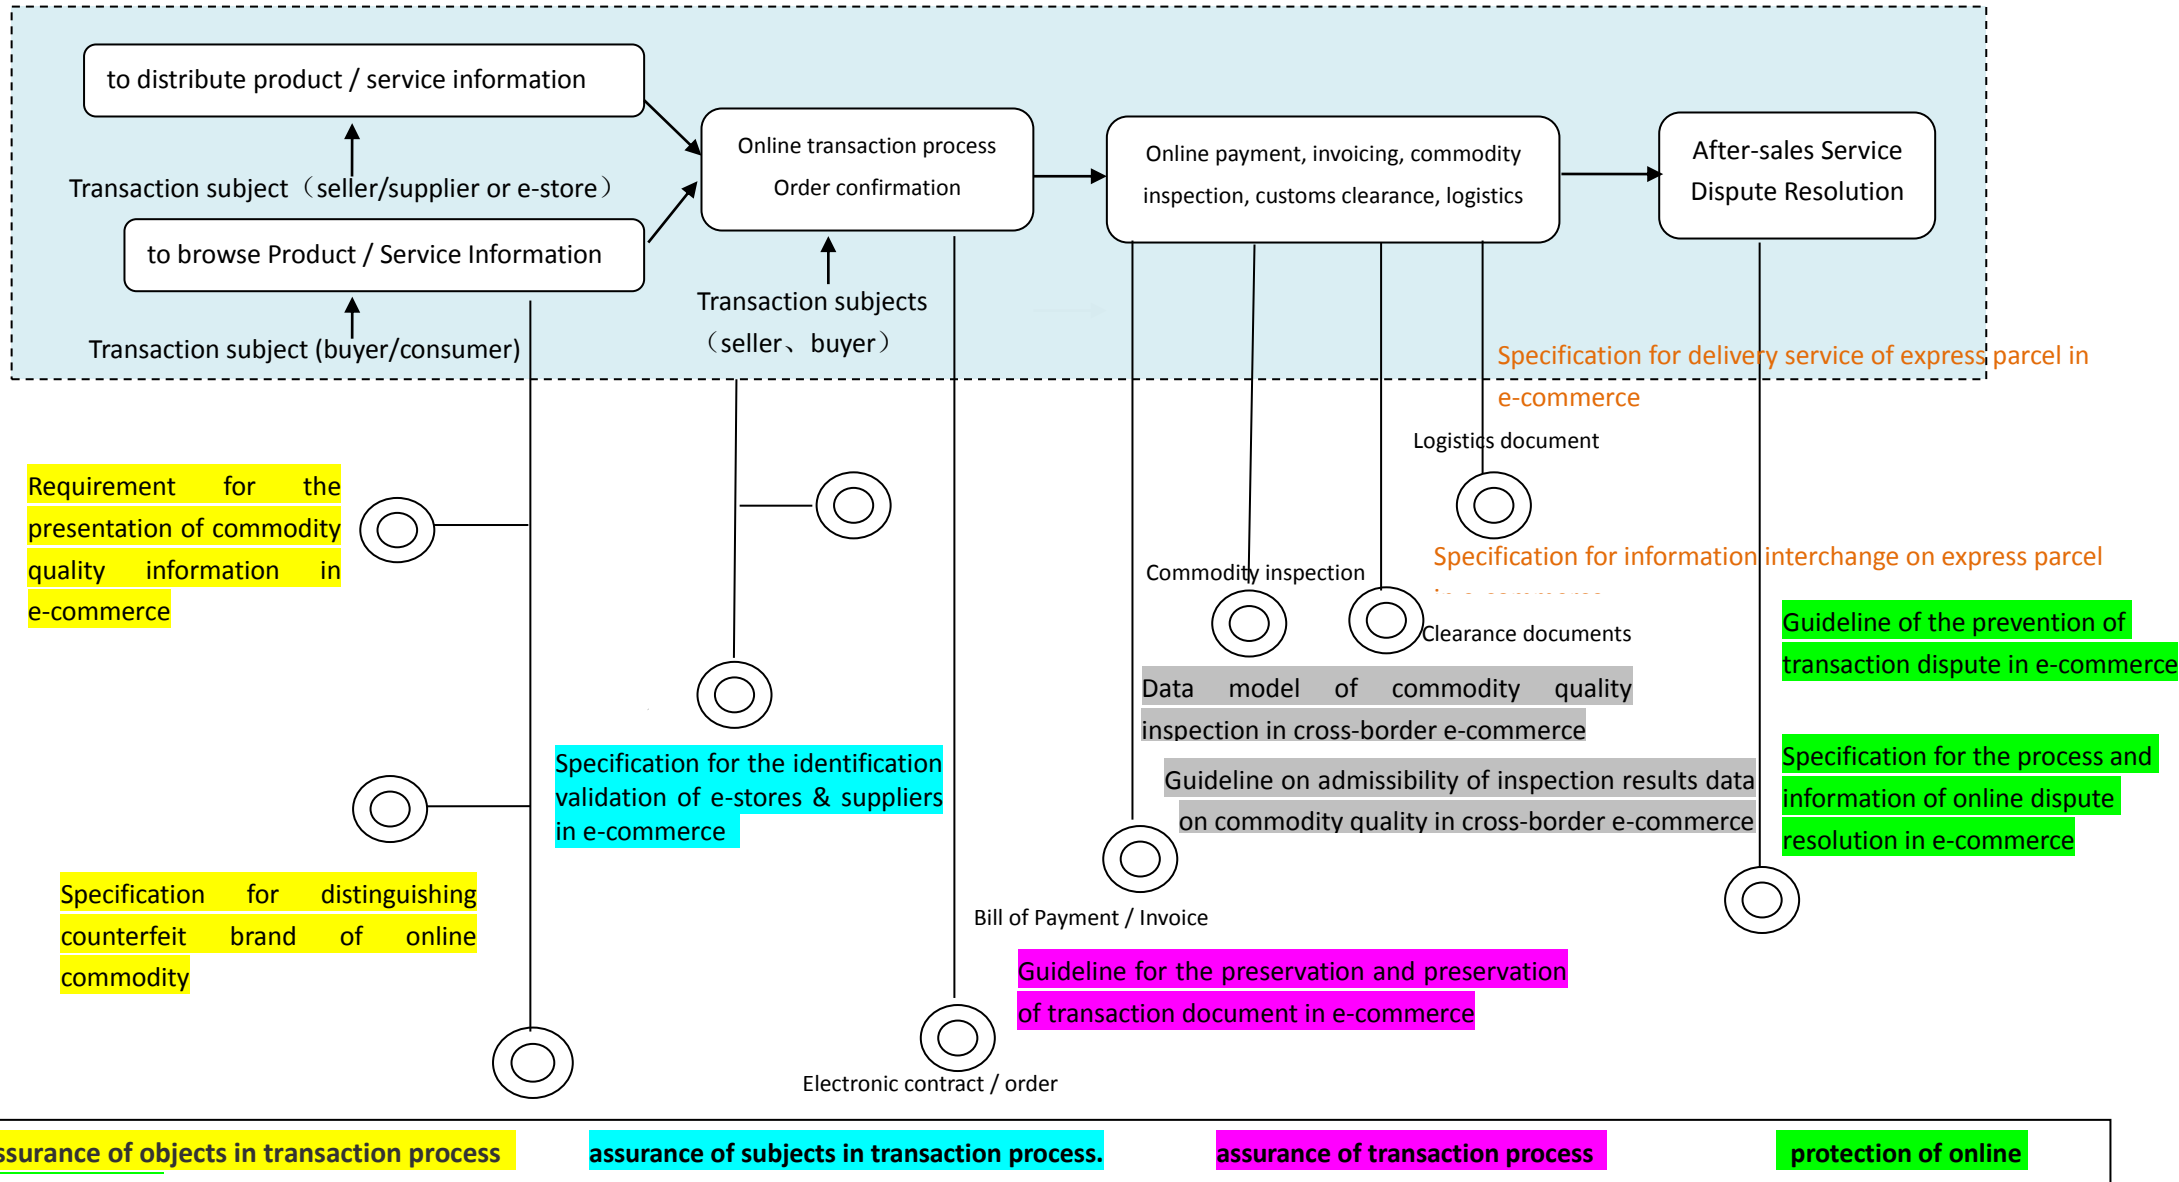 to distribute product / service information
Transaction subject（seller/supplier or e-store）
to browse Product / Service Information
Transaction subject (buyer/consumer)
Online transaction process
Order confirmation
Transaction subjects
（seller、buyer）
Online payment, invoicing, commodity
inspection, customs clearance, logistics
After-sales Service
Dispute Resolution
Specification for delivery service of express parcel in
e-commerce
Logistics document
Requirement for the
presentation of commodity
quality information in
e-commerce
Specification for information interchange on express parcel
Commodity inspection
Clearance documents
Guideline of the prevention of
transaction dispute in e-commerce
Data model of commodity quality
inspection in cross-border e-commerce
Specification for the identification
validation of e-stores & suppliers
in e-commerce
Guideline on admissibility of inspection results data
on commodity quality in cross-border e-commerce
Specification for the process and
information of online dispute
resolution in e-commerce
Specification for distinguishing
counterfeit brand of online
commodity
Bill of Payment / Invoice
Guideline for the preservation and preservation
of transaction document in e-commerce
Electronic contract / order
ssurance of objects in transaction process
assurance of subjects in transaction process.
assurance of transaction process
protection of online